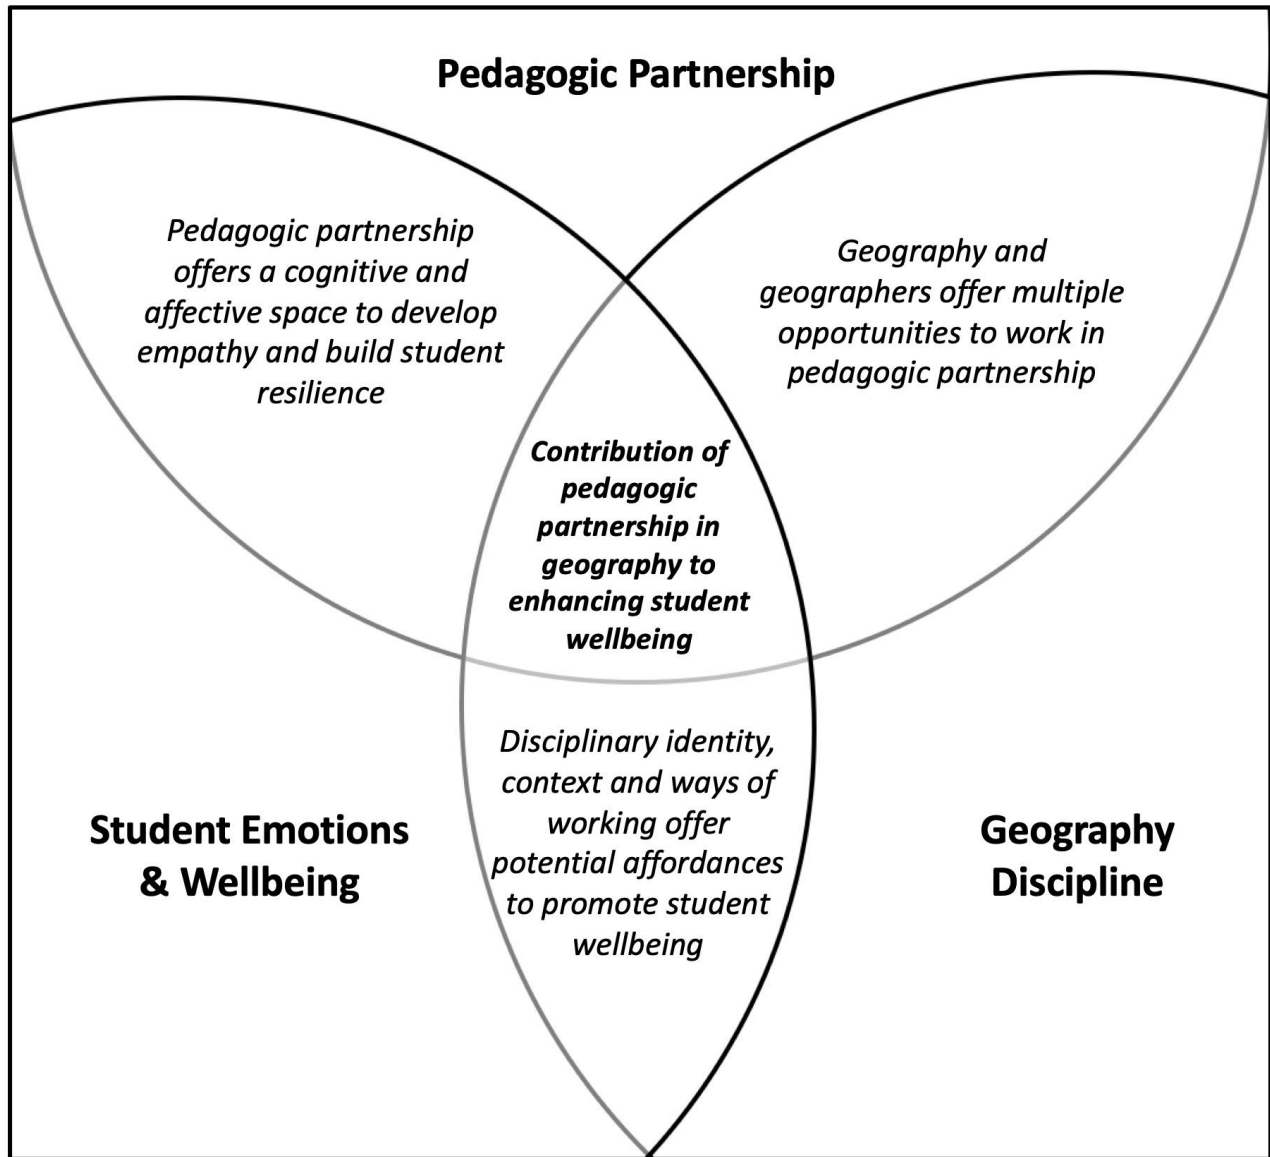 Pedagogic Partnership
Pedagogic partnership
offers a cognitive and
affective space to develop
empathy and build student
resilience
Geography and
geographers offer multiple
opportunities to work in
pedagogic partnership
Contribution of
pedagogic
partnership in
geography to
enhancing student
wellbeing
Disciplinary identity,
context and ways of
working offer
potential affordances
to promote student
wellbeing
Student Emotions
& Wellbeing
Geography
Discipline